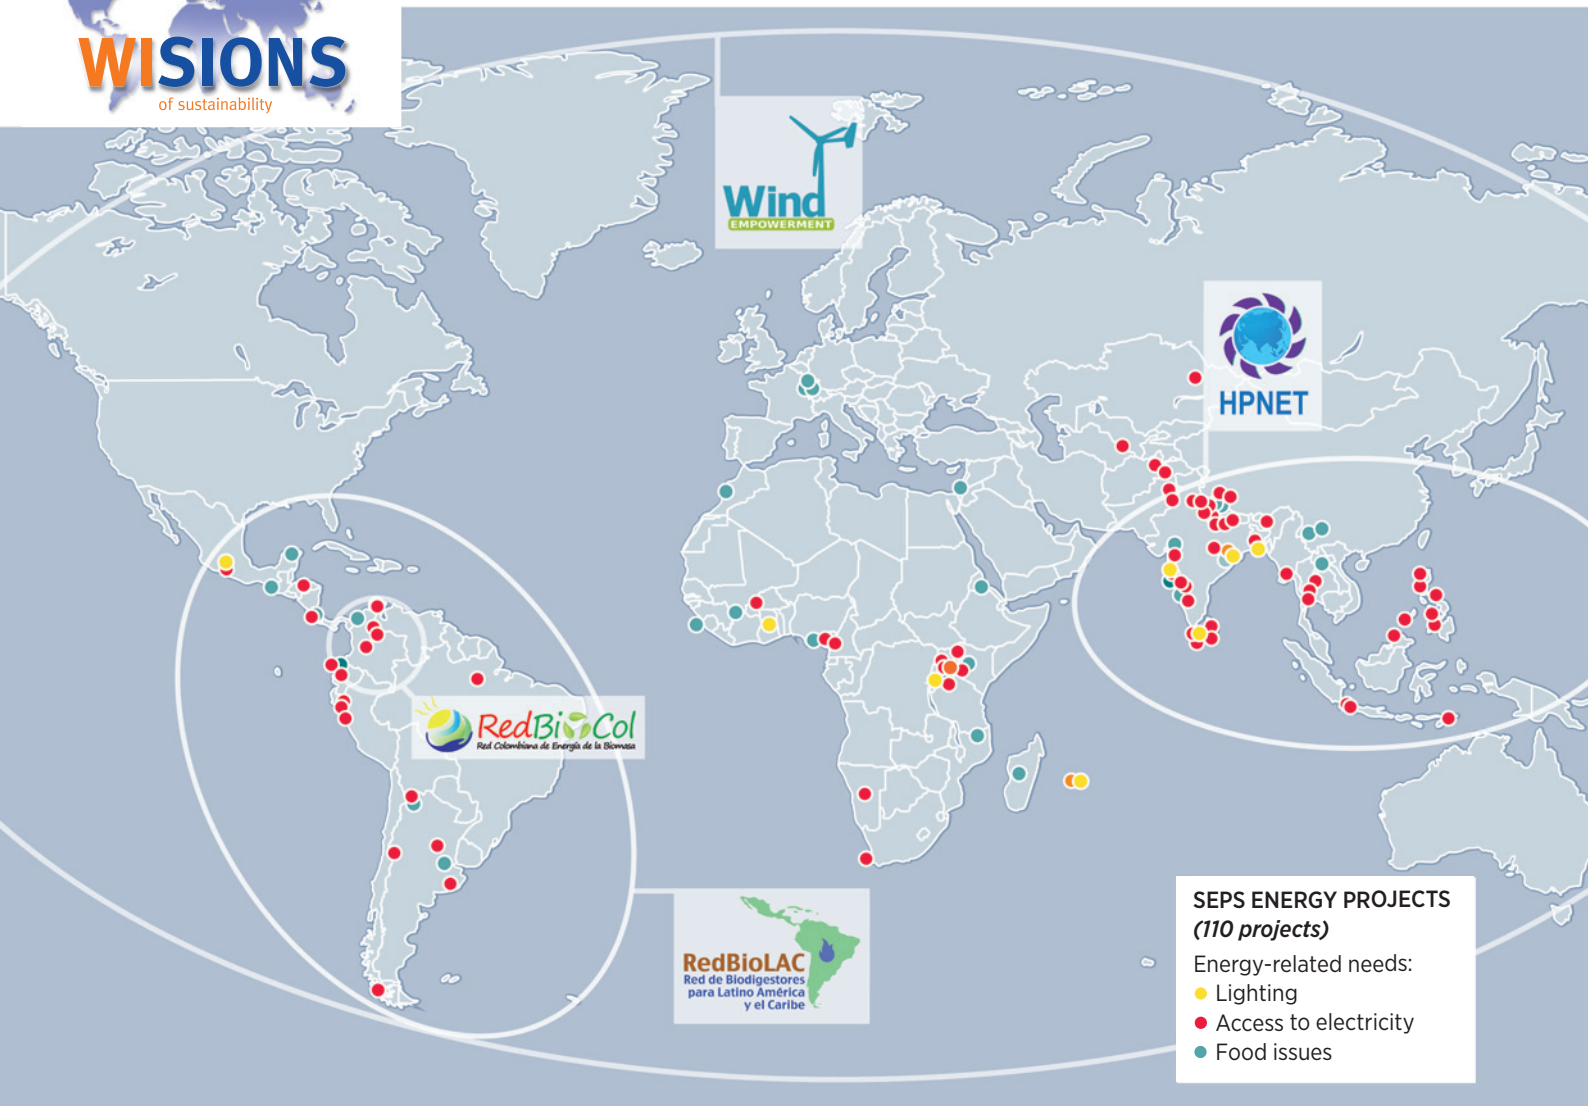 WISIONS
of sustainability
Wind
EMPOWERMENT
HPNET
RedBioCol
Red Colombiana de Energía de la Biomasa
RedBioLAC
Red de Biodigestores
para Latino América
y el Caribe
SEPS ENERGY PROJECTS
(110 projects)
Energy-related needs:
Lighting
Access to electricity
Food issues